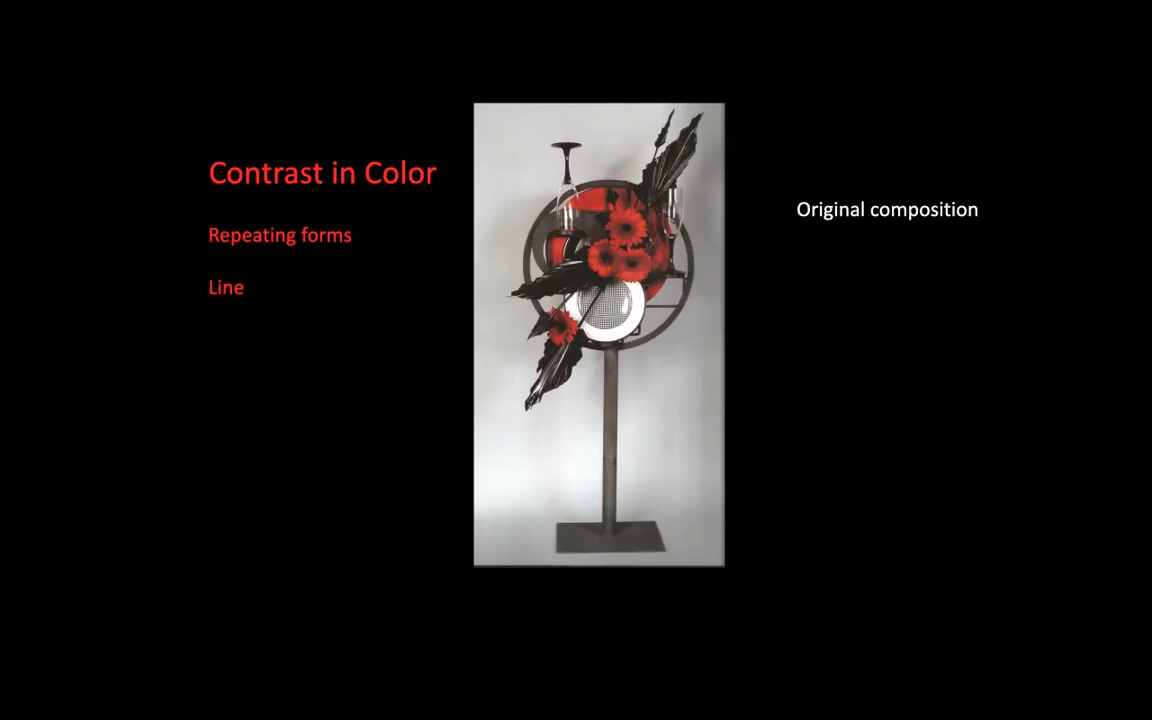 Contrast in Color
Original composition
Repeating forms
Line